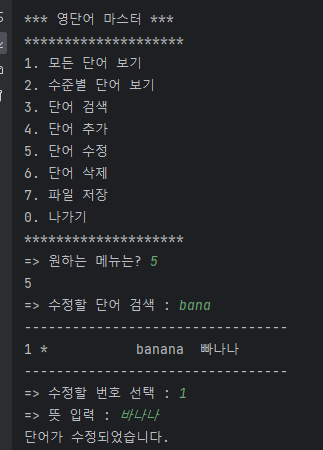 *** 영단어 마스터 ***
********************
1. 모든 단어 보기
2. 수준별 단어 보기
3. 단어 검색
4. 단어 추가
5. 단어 수정
6. 단어 삭제
7. 파일 저장
0. 나가기
********************
=> 원하는 메뉴는? 5
5
=> 수정할 단어 검색 : bana
--------------------------------
1 * banana 빠나나
--------------------------------
=> 수정할 번호 선택 : 1
=> 뜻 입력 : 바나나
단어가 수정되었습니다.